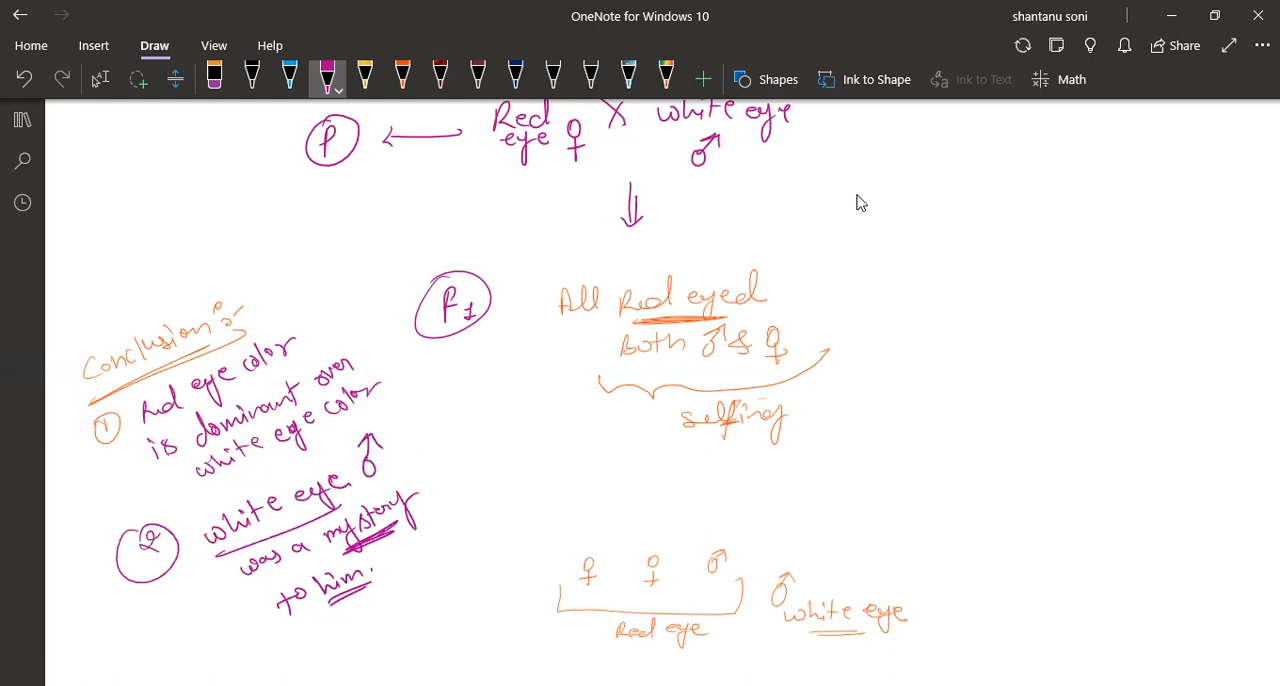 OneNote for Windows 10
shantanu soni
Home Insert Draw View Help
Share
Shapes
Ink to Shape
Ink to Text
Math
Red eye ♀ X white eye ♂
P
F1
All Red eyed
Both ♂ & ♀
selfing
Conclusion :
1 Red eye color
is dominant over
white eye color
2 white eye ♂
was a mystery
to him.
♀ ♀ ♂ ♂
Red eye
white eye